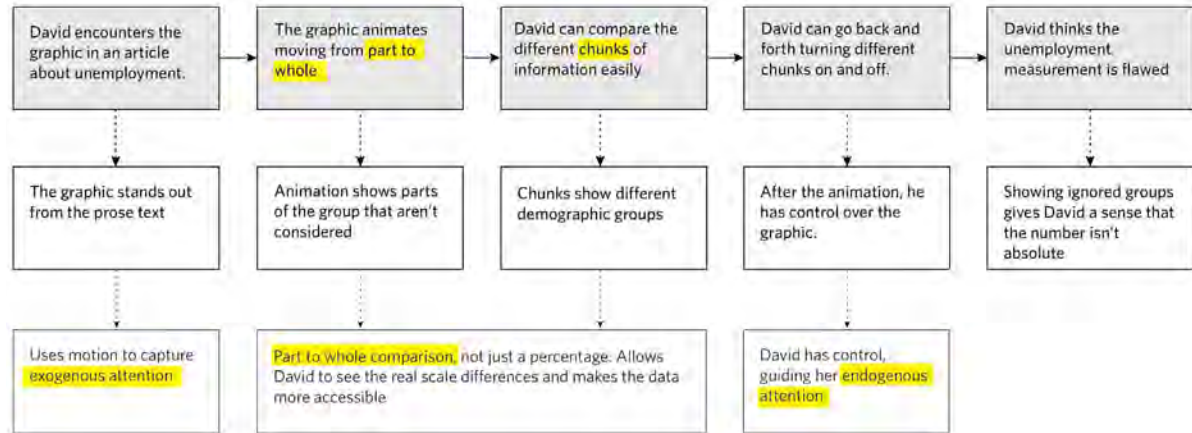 David encounters the
graphic in an article
about unemployment.
The graphic animates
moving from part to
whole
David can compare the
different chunks of
information easily
David can go back and
forth turning different
chunks on and off.
David thinks the
unemployment
measurement is flawed
The graphic stands out
from the prose text
Animation shows parts
of the group that aren't
considered
Chunks show different
demographic groups
After the animation, he
has control over the
graphic.
Showing ignored groups
gives David a sense that
the number isn't
absolute
Uses motion to capture
exogenous attention
Part to whole comparison, not just a percentage. Allows
David to see the real scale differences and makes the data
more accessible
David has control,
guiding her endogenous
attention